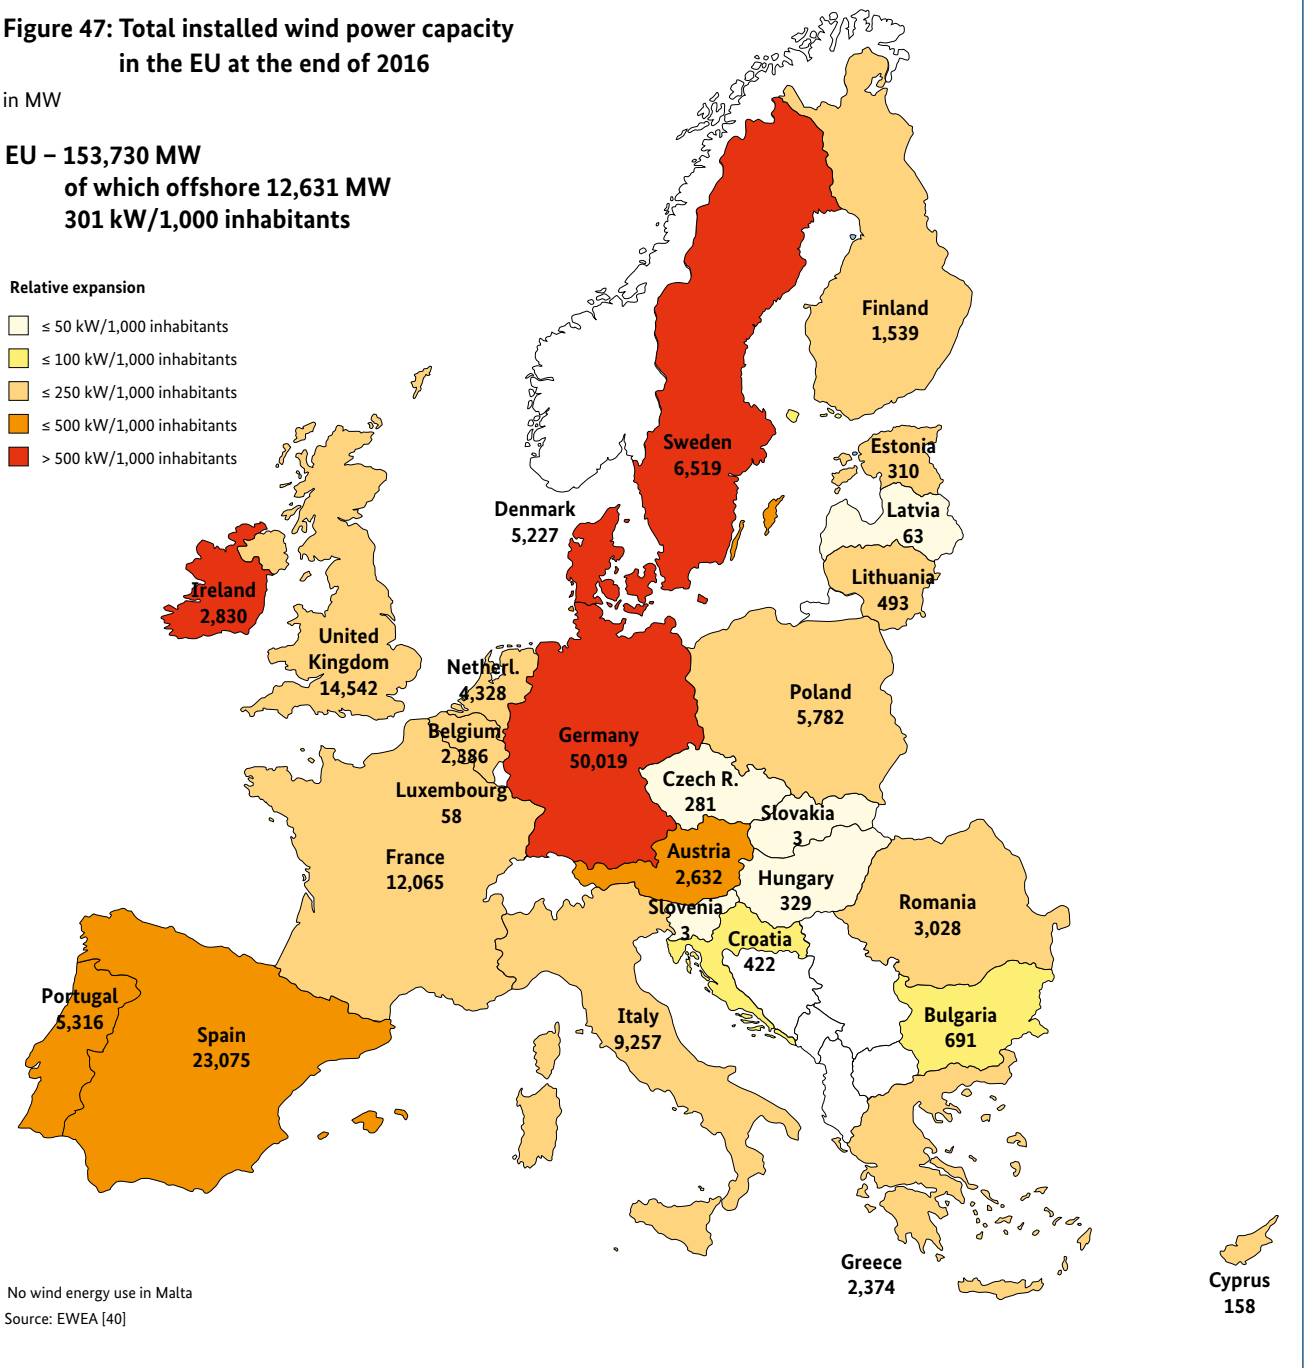 Figure 47: Total installed wind power capacity
in the EU at the end of 2016
in MW
EU – 153,730 MW
of which offshore 12,631 MW
301 kW/1,000 inhabitants
Relative expansion
≤ 50 kW/1,000 inhabitants
≤ 100 kW/1,000 inhabitants
≤ 250 kW/1,000 inhabitants
≤ 500 kW/1,000 inhabitants
> 500 kW/1,000 inhabitants
Finland
1,539
Sweden
6,519
Estonia
310
Latvia
63
Lithuania
493
Denmark
5,227
Ireland
2,830
United
Kingdom
14,542
Netherl.
4,328
Belgium
2,386
Luxembourg
58
Germany
50,019
Poland
5,782
Czech R.
281
Slovakia
3
Austria
2,632
Hungary
329
France
12,065
Slovenia
3
Croatia
422
Romania
3,028
Portugal
5,316
Spain
23,075
Italy
9,257
Bulgaria
691
Greece
2,374
Cyprus
158
No wind energy use in Malta
Source: EWEA [40]